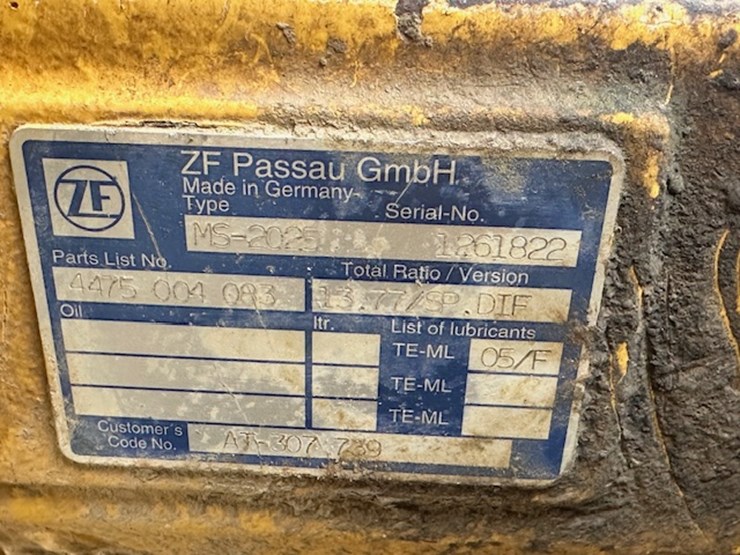 ZF
ZF Passau GmbH
Made in Germany
Type Serial-No.
MS-2025 1261822
Parts List No. Total Ratio / Version
4475 004 083 13.77/SP.DIF
Oil ltr. List of lubricants
TE-ML 05/F
TE-ML
TE-ML
Customer's
Code No. AT-307 739